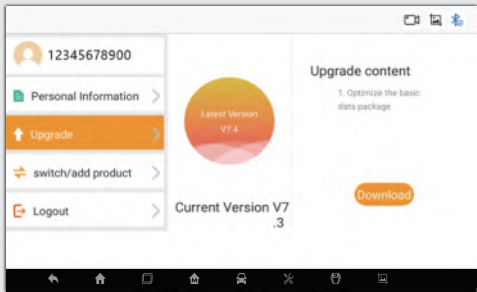 12345678900
Personal Information
Upgrade
switch/add product
Logout
Latest Version
V7.4
Current Version V7
.3
Upgrade content
1. Optimize the basic
data package
Download